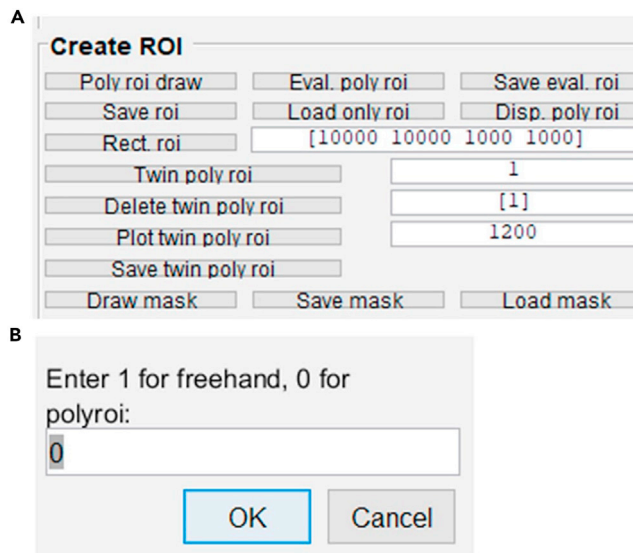 A
Create ROI
Poly roi draw Eval. poly roi Save eval. roi
Save roi Load only roi Disp. poly roi
Rect. roi [10000 10000 1000 1000]
Twin poly roi 1
Delete twin poly roi [1]
Plot twin poly roi 1200
Save twin poly roi
Draw mask Save mask Load mask
B
Enter 1 for freehand, 0 for
polyroi:
0
OK Cancel